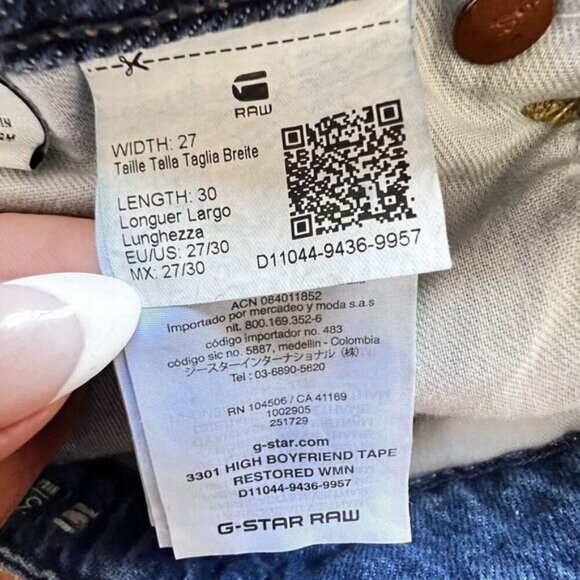 RAW
WIDTH: 27
Taille Talla Taglia Breite
LENGTH: 30
Longuer Largo
Lunghezza
EU/US: 27/30
MX: 27/30
D11044-9436-9957
ACN 084011852
Importado por mercadeo y moda s.a.s
nit. 800.169.352-6
código importador no. 483
código sic no. 5887, medellin - Colombia
ジースターインターナショナル (株)
Tel : 03-6890-5620
RN 104506 / CA 41169
1002905
251729
g-star.com
3301 HIGH BOYFRIEND TAPE
RESTORED WMN
D11044-9436-9957
G-STAR RAW